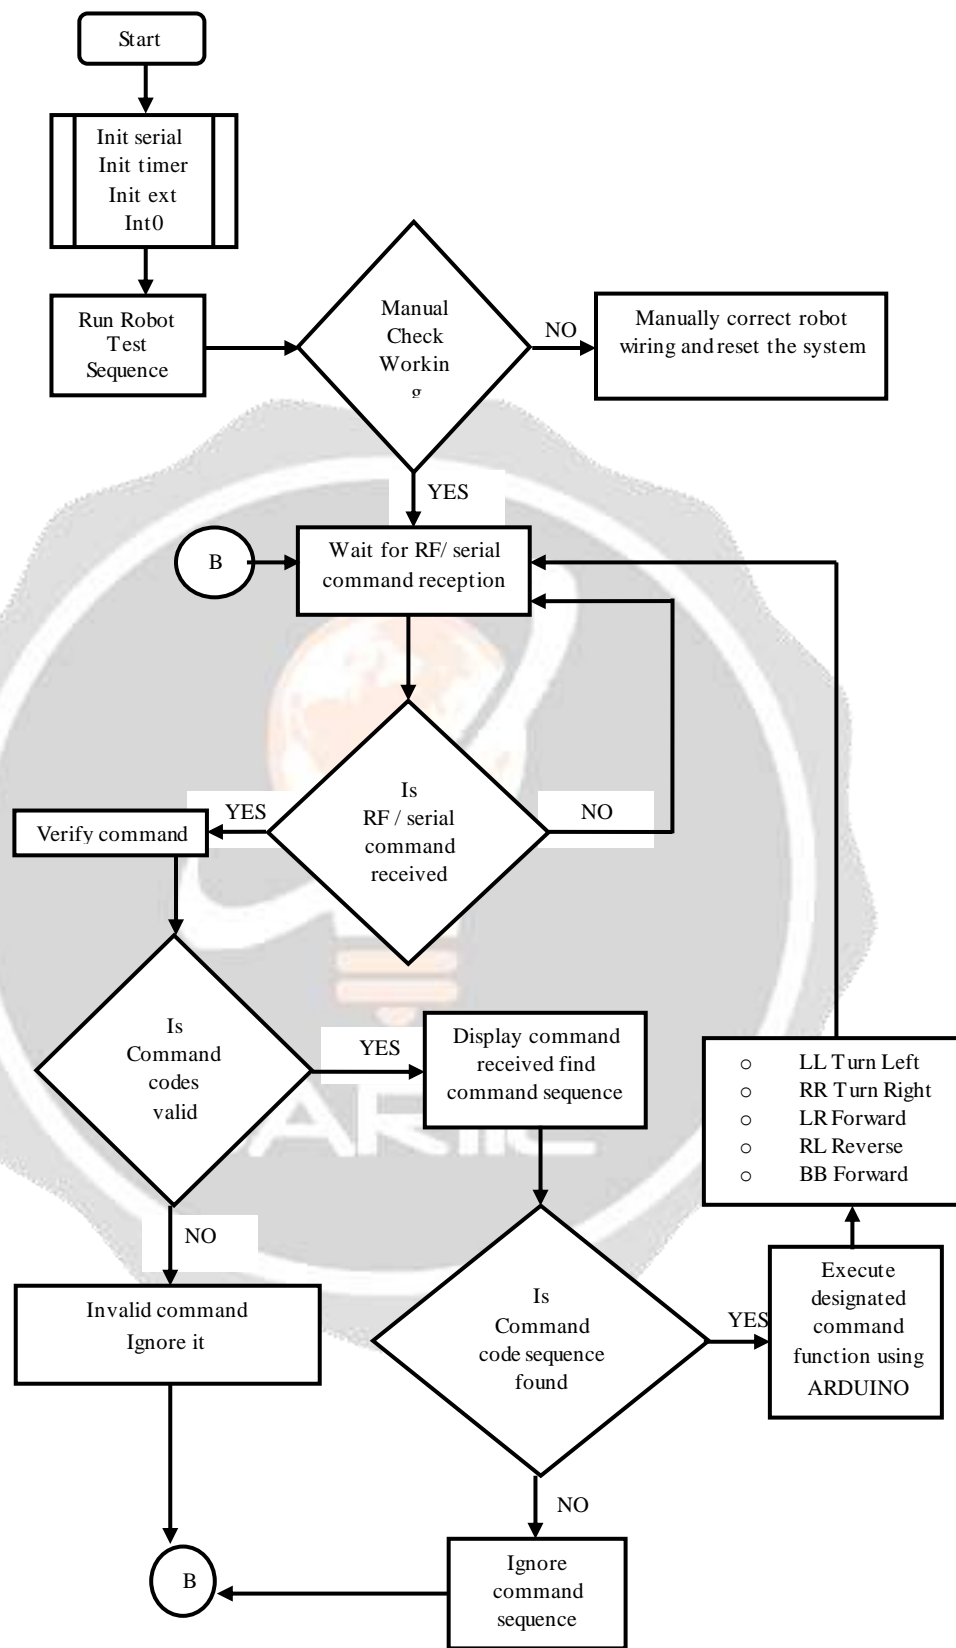 Start
Init serial
Init timer
Init ext
Int0
Run Robot
Test
Sequence
Manual
Check
Workin
g
NO
Manually correct robot
wiring and reset the system
YES
B
Wait for RF/ serial
command reception
Is
RF / serial
command
received
YES
NO
Verify command
Is
Command
codes
valid
YES
Display command
received find
command sequence
o LL Turn Left
o RR Turn Right
o LR Forward
o RL Reverse
o BB Forward
NO
Invalid command
Ignore it
Is
Command
code sequence
found
YES
Execute
designated
command
function using
ARDUINO
NO
Ignore
command
sequence
B